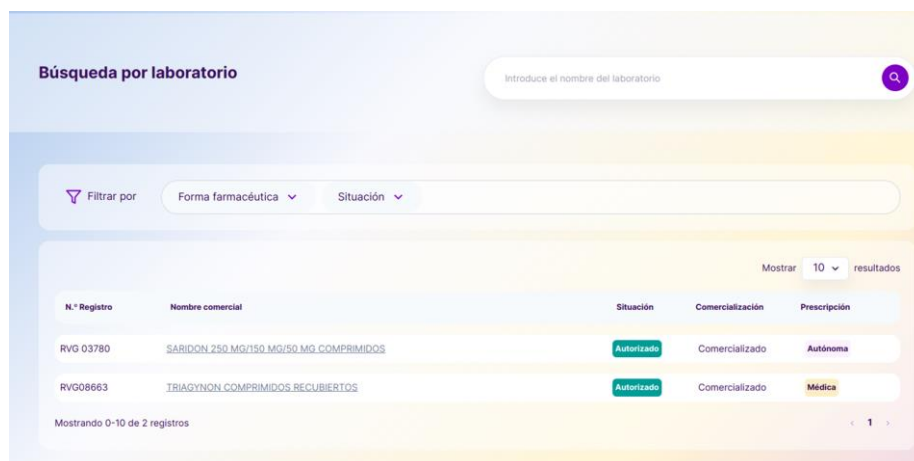 Búsqueda por laboratorio
Introduce el nombre del laboratorio
Filtrar por Forma farmacéutica Situación
Mostrar 10 resultados
N.º Registro Nombre comercial Situación Comercialización Prescripción
RVG 03780 SARIDON 250 MG/150 MG/50 MG COMPRIMIDOS Autorizado Comercializado Autónoma
RVG08663 TRIAGYNON COMPRIMIDOS RECUBIERTOS Autorizado Comercializado Médica
Mostrando 0-10 de 2 registros < 1 >